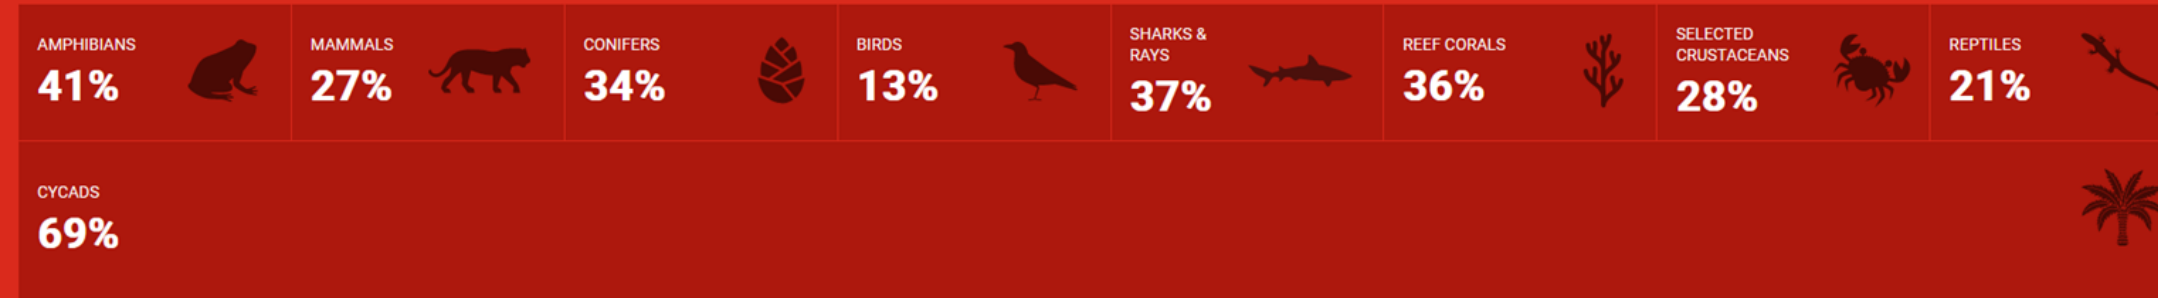 AMPHIBIANS
41%
MAMMALS
27%
CONIFERS
34%
BIRDS
13%
SHARKS &
RAYS
37%
REEF CORALS
36%
SELECTED
CRUSTACEANS
28%
REPTILES
21%
CYCADS
69%